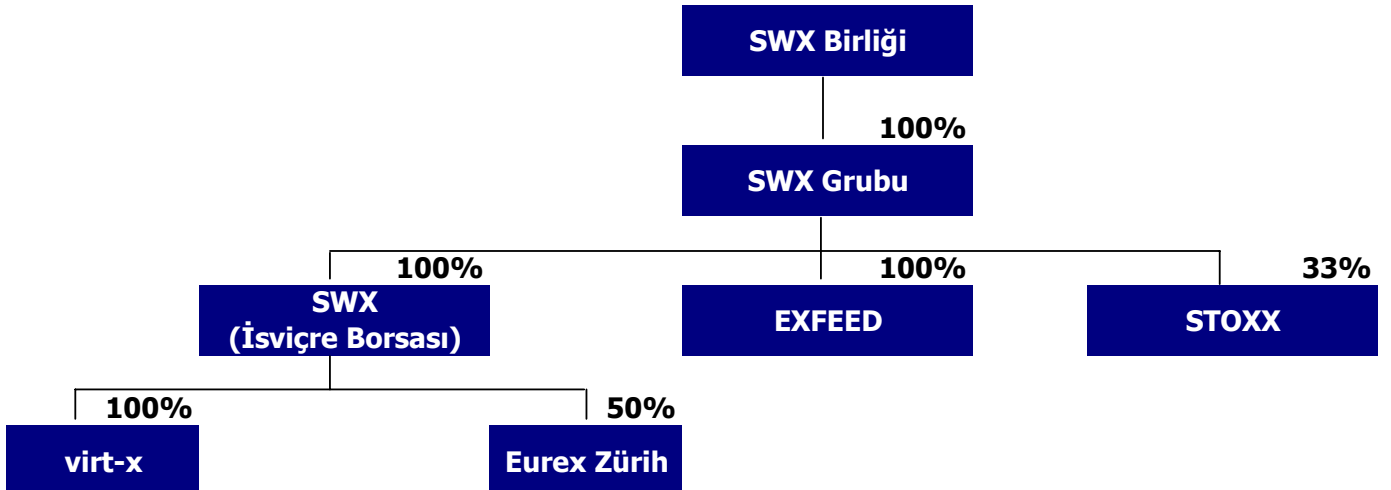 SWX Birliği
100%
SWX Grubu
100%
100%
33%
SWX
(İsviçre Borsası)
EXFEED
STOXX
100%
50%
virt-x
Eurex Zürih